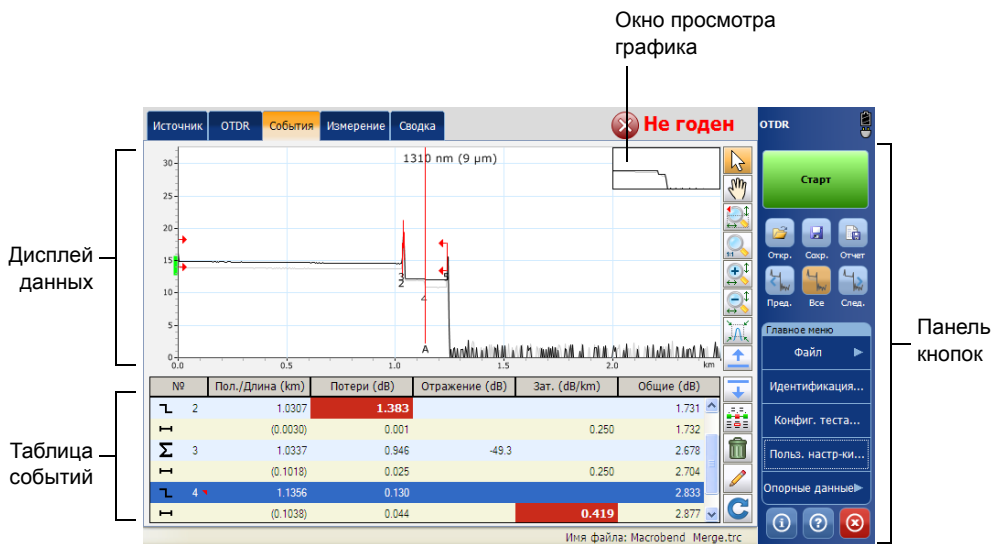 Окно просмотра
графика
Источник OTDR События Измерение Сводка Не годен OTDR
1310 nm (9 µm)
30
25
20
15
10
5
0
3
2
4
5
A
0.0 0.5 1.0 1.5 2.0 km
1:1
Старт
Откр. Сохр. Отчет
Пред. Все След.
Главное меню
Файл
Идентификация...
Конфиг. теста...
Польз. настр-ки...
Опорные данные
Дисплей
данных
Таблица
событий
Панель
кнопок
№ Пол./Длина (km) Потери (dB) Отражение (dB) Зат. (dB/km) Общие (dB)
2 1.0307 1.383 1.731
(0.0030) 0.001 0.250 1.732
3 1.0337 0.946 -49.3 2.678
(0.1018) 0.025 0.250 2.704
4 1.1356 0.130 2.833
(0.1038) 0.044 0.419 2.877
Имя файла: Macrobend_Merge.trc